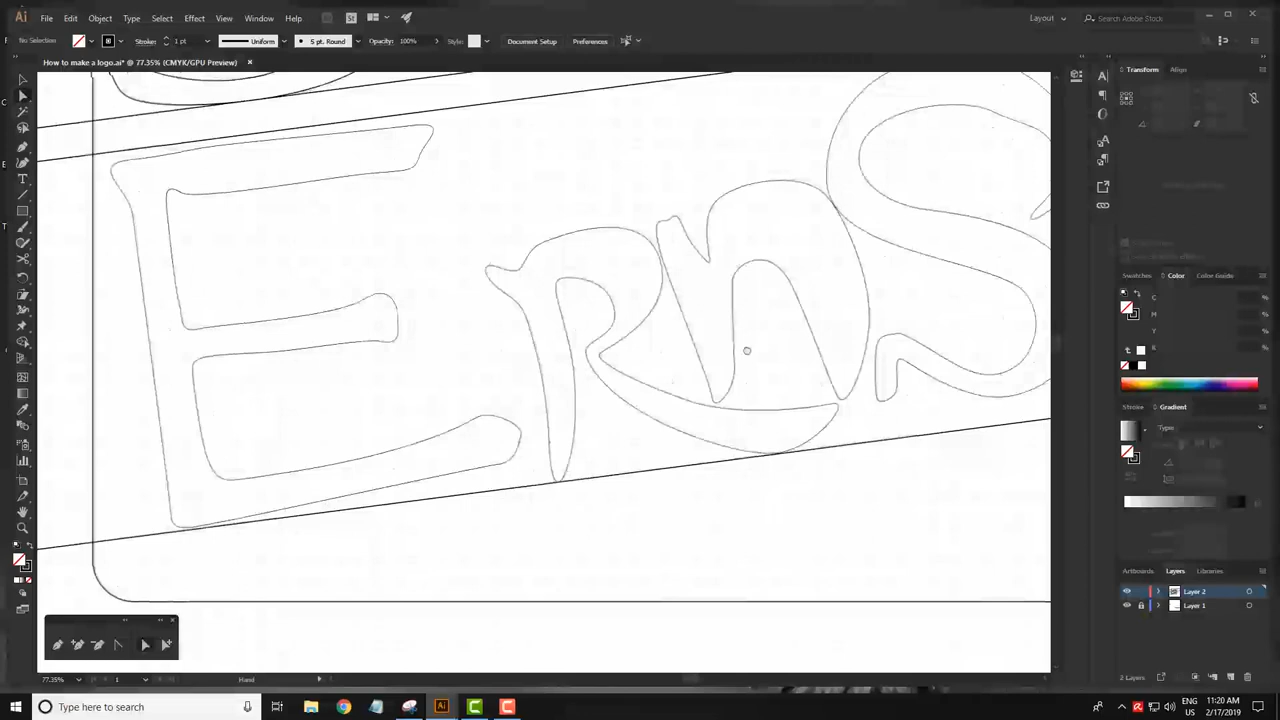 File Edit Object Type Select Effect View Window Help
Layout
Search Adobe Stock
No Selection Stroke: 1 pt Uniform 5 pt. Round Opacity: 100% Style: Document Setup Preferences
How to make a logo.ai* @ 77.35% (CMYK/GPU Preview)
Transform Align
ErnS
Swatches Color Color Guide
C %
M %
Y %
K %
Stroke Gradient
Type
Artboards Layers Libraries
Layer 2
Layer 1
77.35% 1 Hand
2 Layers
Type here to search
ENG
US
11:20 AM
2/17/2019